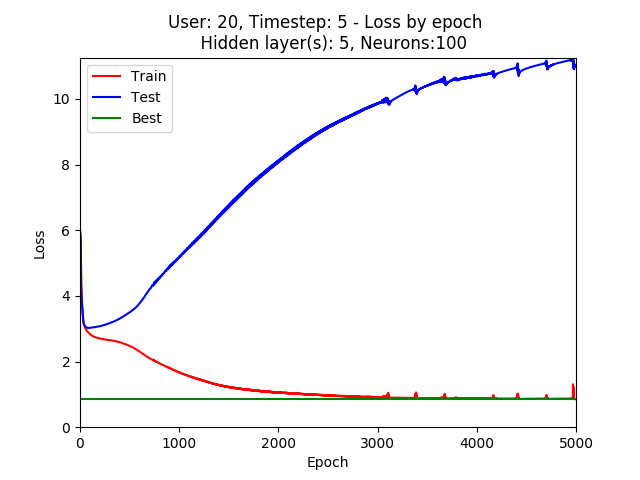 User: 20, Timestep: 5 - Loss by epoch
Hidden layer(s): 5, Neurons:100
Train
Test
Best
10
8
6
4
2
0
Loss
0 1000 2000 3000 4000 5000
Epoch